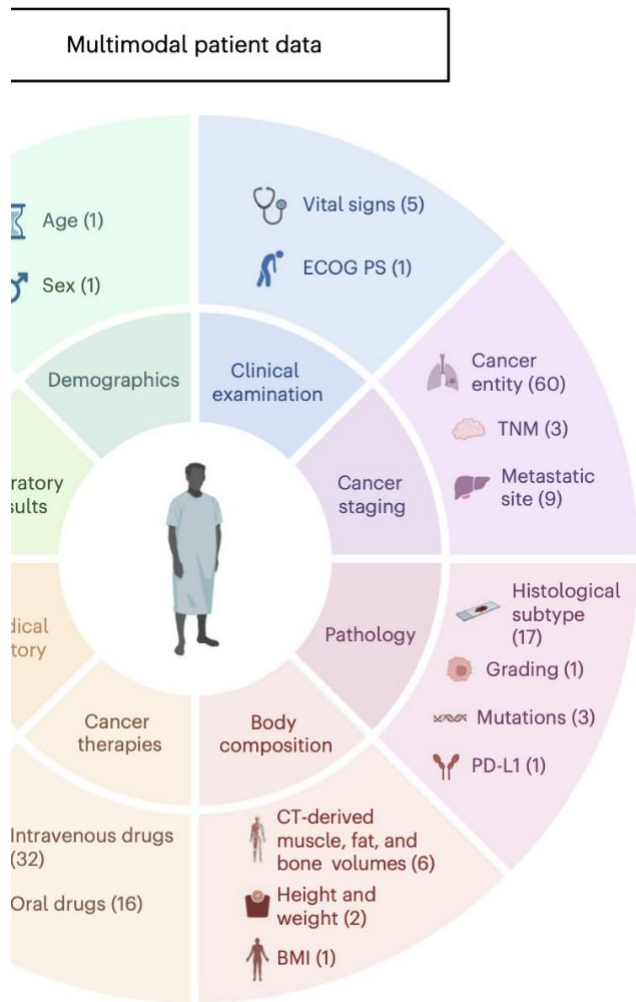 Multimodal patient data
Age (1)
Sex (1)
Vital signs (5)
ECOG PS (1)
Demographics
Clinical
examination
Cancer
entity (60)
TNM (3)
Metastatic
site (9)
Cancer
staging
Pathology
Histological
subtype
(17)
Grading (1)
Mutations (3)
PD-L1 (1)
Cancer
therapies
Body
composition
Intravenous drugs
(32)
Oral drugs (16)
CT-derived
muscle, fat, and
bone volumes (6)
Height and
weight (2)
BMI (1)